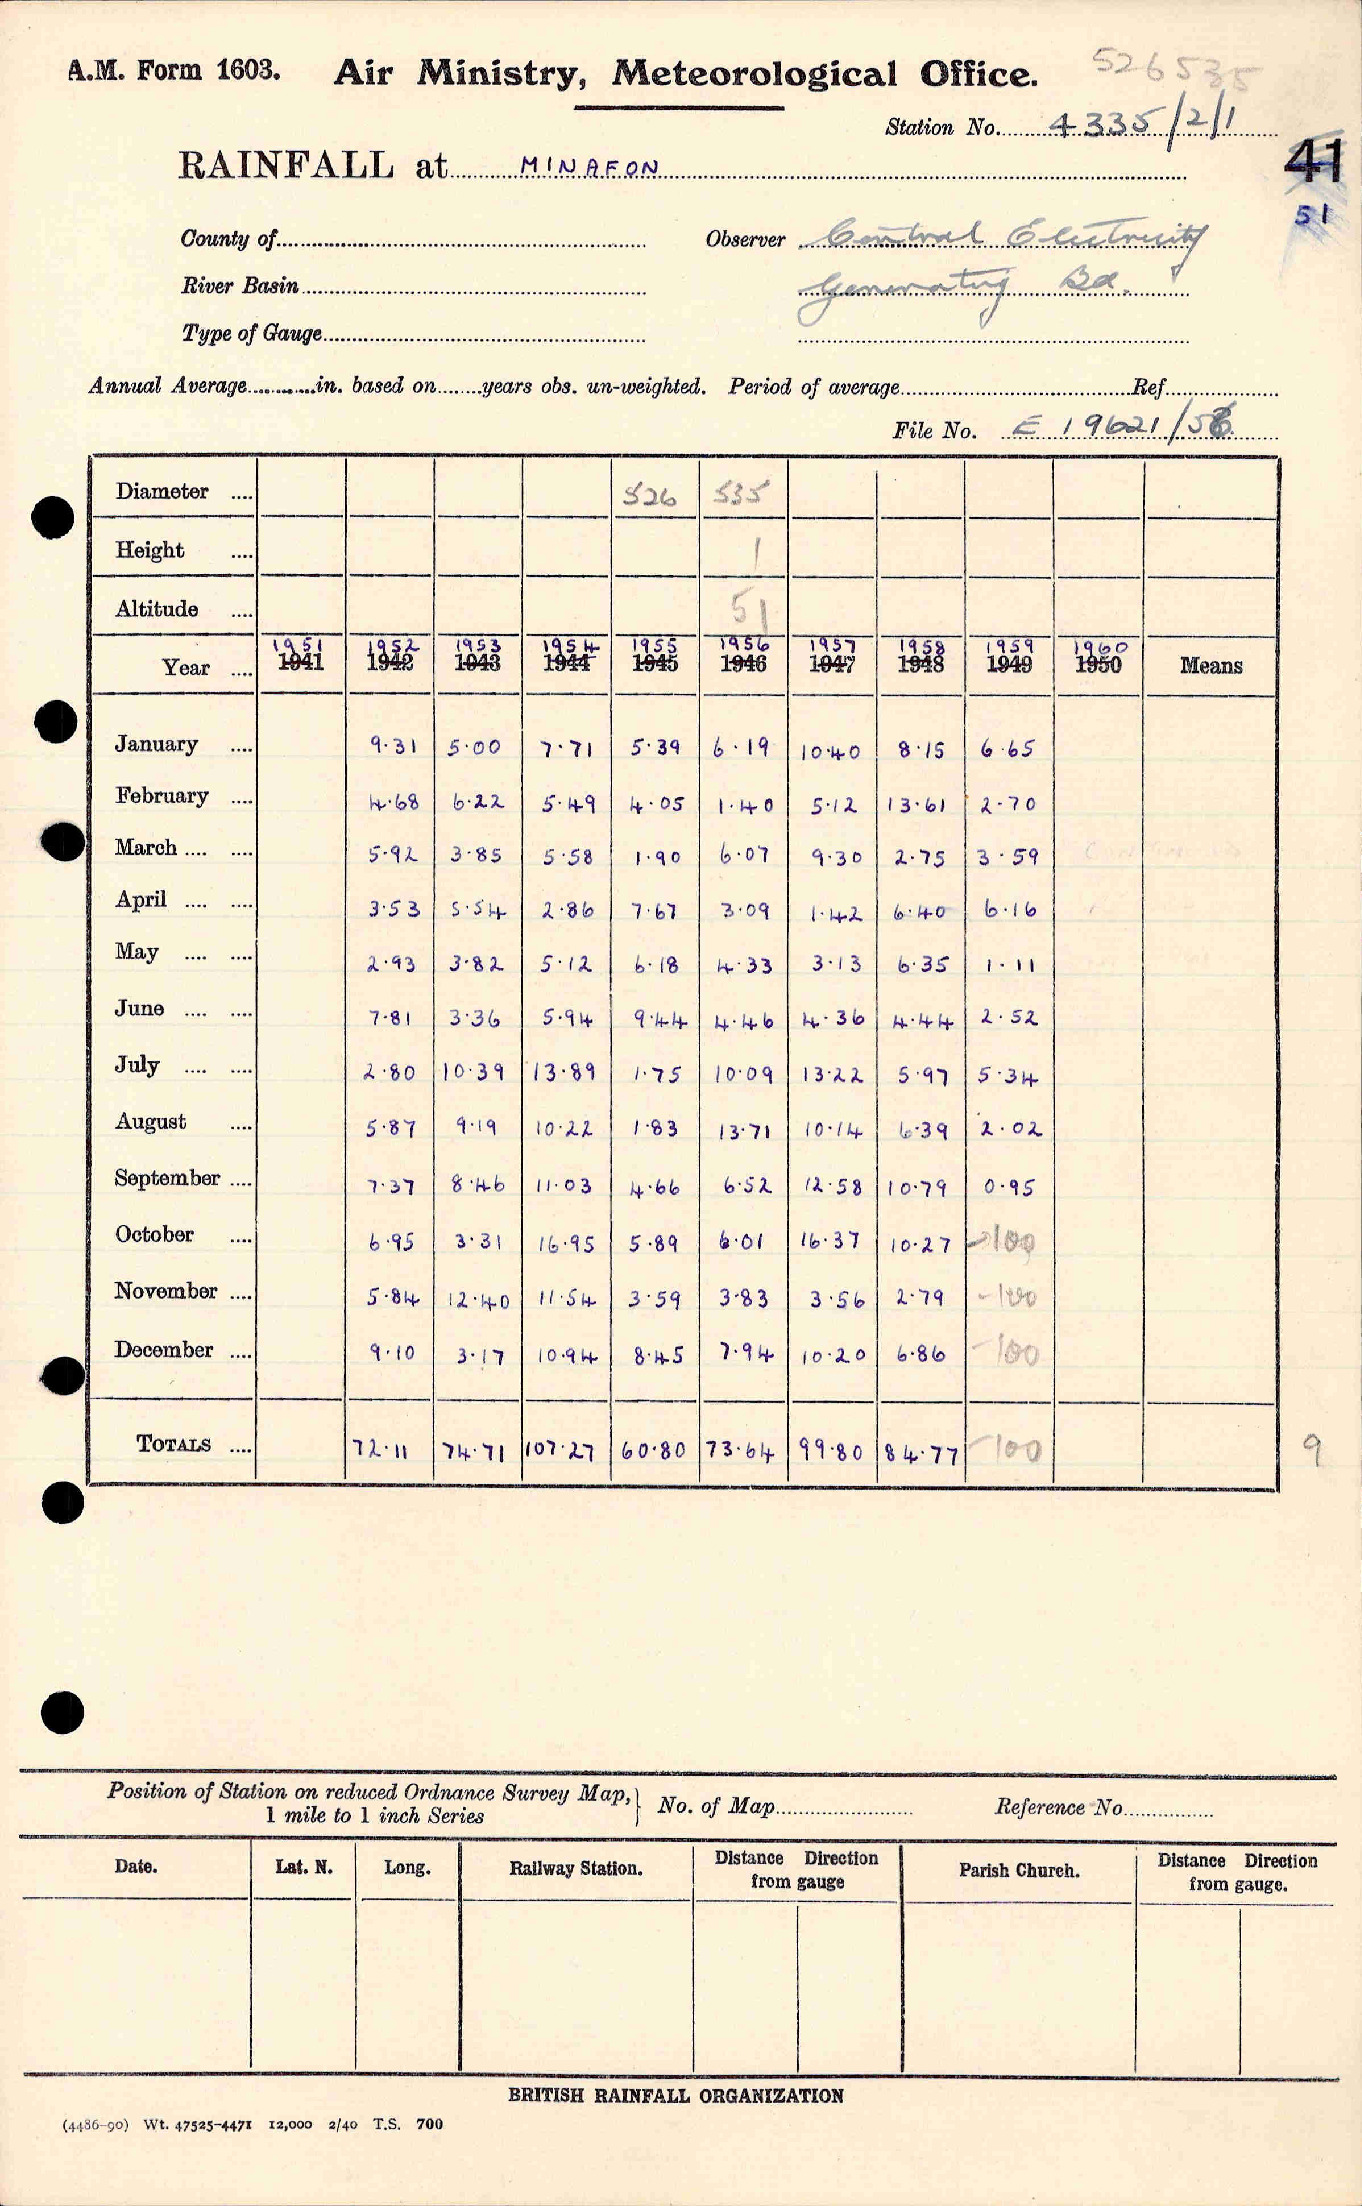 A.M. Form 1603. Air Ministry, Meteorological Office. 526535
Station No. 4335/2/1
41
RAINFALL at MINAFON
51
County of Observer Central Electricity
River Basin Generating Bd.
Type of Gauge
Annual Average in. based on years obs. un-weighted. Period of average Ref.
File No. E 19621/56
Diameter .... 526 535
Height .... 1
Altitude .... 51
1951 1952 1953 1954 1955 1956 1957 1958 1959 1960
Year .... 1941 1942 1943 1944 1945 1946 1947 1948 1949 1950 Means
January .... 9.31 5.00 7.71 5.39 6.19 10.40 8.15 6.65
February .... 4.68 6.22 5.49 4.05 1.40 5.12 13.61 2.70
March .... .... 5.92 3.85 5.58 1.90 6.07 9.30 2.75 3.59
April .... .... 3.53 5.54 2.86 7.67 3.09 1.42 6.40 6.16
May .... .... 2.93 3.82 5.12 6.18 4.33 3.13 6.35 1.11
June .... .... 7.81 3.36 5.94 9.44 4.46 4.36 4.44 2.52
July .... .... 2.80 10.39 13.89 1.75 10.09 13.22 5.97 5.34
August .... 5.87 9.19 10.22 1.83 13.71 10.14 6.39 2.02
September .... 7.37 8.46 11.03 4.66 6.52 12.58 10.79 0.95
October .... 6.95 3.31 16.95 5.89 6.01 16.37 10.27 -100
November .... 5.84 12.40 11.54 3.59 3.83 3.56 2.79 -100
December .... 9.10 3.17 10.94 8.45 7.94 10.20 6.86 -100
TOTALS .... 72.11 74.71 107.27 60.80 73.64 99.80 84.77 -100 9
Position of Station on reduced Ordnance Survey Map,
1 mile to 1 inch Series } No. of Map Reference No.
Date. Lat. N. Long. Railway Station. Distance Direction from gauge Parish Church. Distance Direction from gauge.
BRITISH RAINFALL ORGANIZATION
(4486-90) Wt. 47525-4471 12,000 2/40 T.S. 700